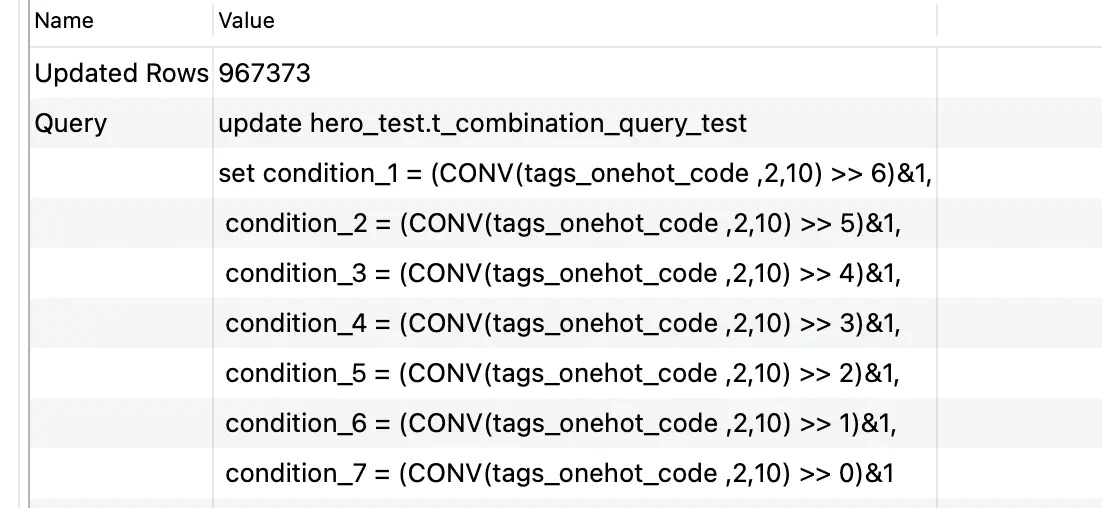 Name Value
Updated Rows 967373
Query update hero_test.t_combination_query_test
set condition_1 = (CONV(tags_onehot_code ,2,10) >> 6)&1,
condition_2 = (CONV(tags_onehot_code ,2,10) >> 5)&1,
condition_3 = (CONV(tags_onehot_code ,2,10) >> 4)&1,
condition_4 = (CONV(tags_onehot_code ,2,10) >> 3)&1,
condition_5 = (CONV(tags_onehot_code ,2,10) >> 2)&1,
condition_6 = (CONV(tags_onehot_code ,2,10) >> 1)&1,
condition_7 = (CONV(tags_onehot_code ,2,10) >> 0)&1